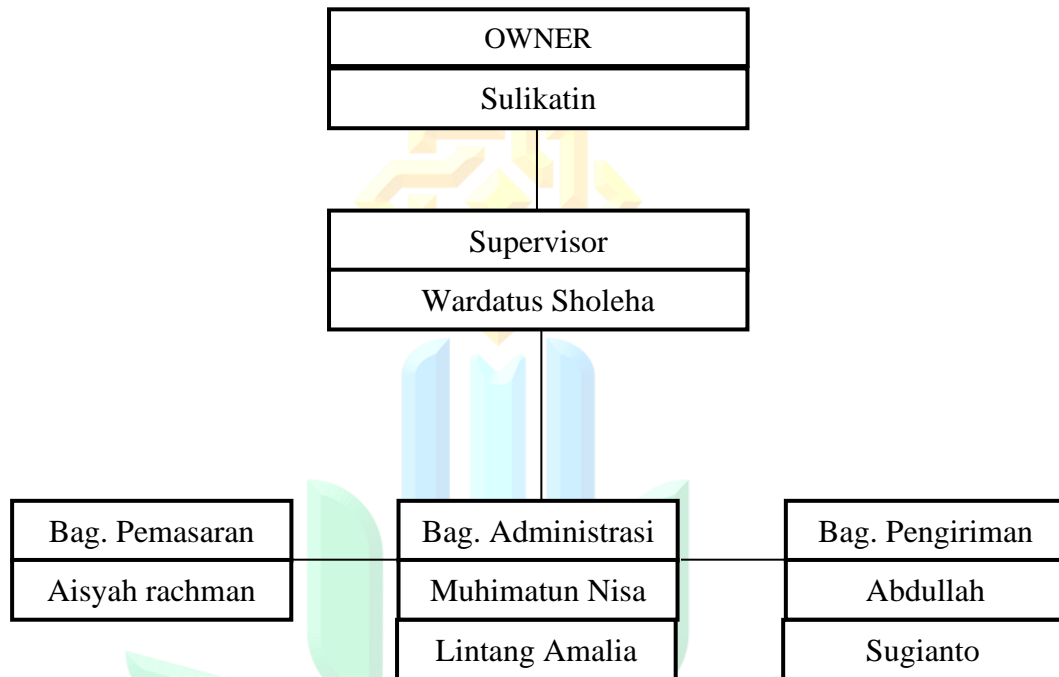 OWNER
Sulikatin
Supervisor
Wardatus Sholeha
Bag. Pemasaran
Aisyah rachman
Bag. Administrasi
Muhimatun Nisa
Lintang Amalia
Bag. Pengiriman
Abdullah
Sugianto